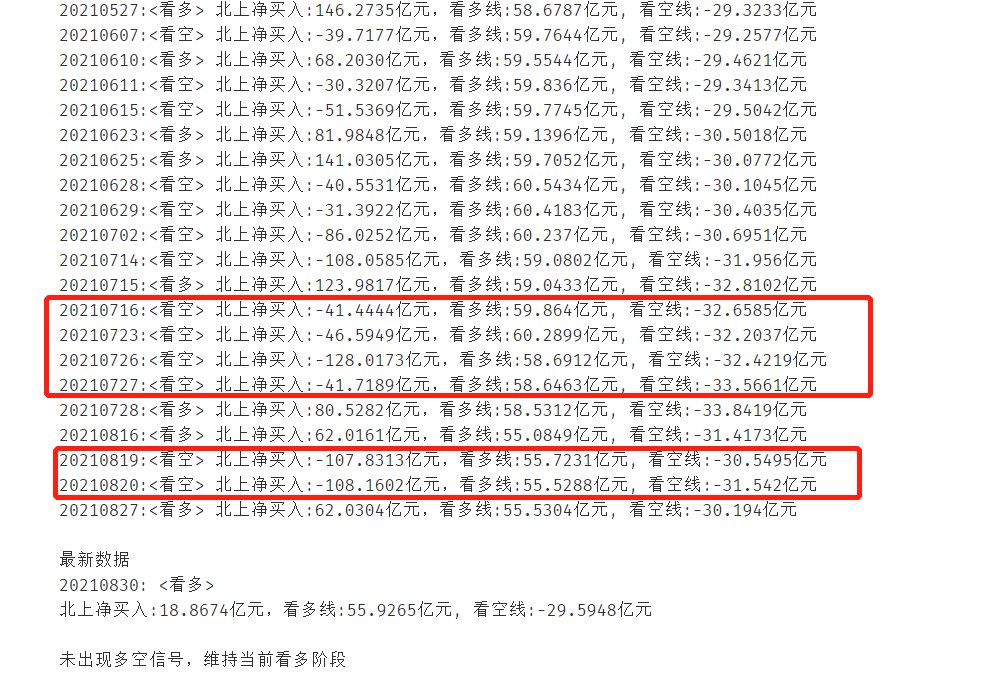 20210527:<看多> 北上净买入:146.2735亿元，看多线:58.6787亿元, 看空线:-29.3233亿元
20210607:<看空> 北上净买入:-39.7177亿元，看多线:59.7644亿元, 看空线:-29.2577亿元
20210610:<看多> 北上净买入:68.2030亿元，看多线:59.5544亿元, 看空线:-29.4621亿元
20210611:<看空> 北上净买入:-30.3207亿元，看多线:59.836亿元, 看空线:-29.3413亿元
20210615:<看空> 北上净买入:-51.5369亿元，看多线:59.7745亿元, 看空线:-29.5042亿元
20210623:<看多> 北上净买入:81.9848亿元，看多线:59.1396亿元, 看空线:-30.5018亿元
20210625:<看多> 北上净买入:141.0305亿元，看多线:59.7052亿元, 看空线:-30.0772亿元
20210628:<看空> 北上净买入:-40.5531亿元，看多线:60.5434亿元, 看空线:-30.1045亿元
20210629:<看空> 北上净买入:-31.3922亿元，看多线:60.4183亿元, 看空线:-30.4035亿元
20210702:<看空> 北上净买入:-86.0252亿元，看多线:60.237亿元, 看空线:-30.6951亿元
20210714:<看空> 北上净买入:-108.0585亿元，看多线:59.0802亿元, 看空线:-31.956亿元
20210715:<看多> 北上净买入:123.9817亿元，看多线:59.0433亿元, 看空线:-32.8102亿元
20210716:<看空> 北上净买入:-41.4444亿元，看多线:59.864亿元, 看空线:-32.6585亿元
20210723:<看空> 北上净买入:-46.5949亿元，看多线:60.2899亿元, 看空线:-32.2037亿元
20210726:<看空> 北上净买入:-128.0173亿元，看多线:58.6912亿元, 看空线:-32.4219亿元
20210727:<看空> 北上净买入:-41.7189亿元，看多线:58.6463亿元, 看空线:-33.5661亿元
20210728:<看多> 北上净买入:80.5282亿元，看多线:58.5312亿元, 看空线:-33.8419亿元
20210816:<看多> 北上净买入:62.0161亿元，看多线:55.0849亿元, 看空线:-31.4173亿元
20210819:<看空> 北上净买入:-107.8313亿元，看多线:55.7231亿元, 看空线:-30.5495亿元
20210820:<看空> 北上净买入:-108.1602亿元，看多线:55.5288亿元, 看空线:-31.542亿元
20210827:<看多> 北上净买入:62.0304亿元，看多线:55.5304亿元, 看空线:-30.194亿元
最新数据
20210830: <看多>
北上净买入:18.8674亿元，看多线:55.9265亿元, 看空线:-29.5948亿元
未出现多空信号，维持当前看多阶段